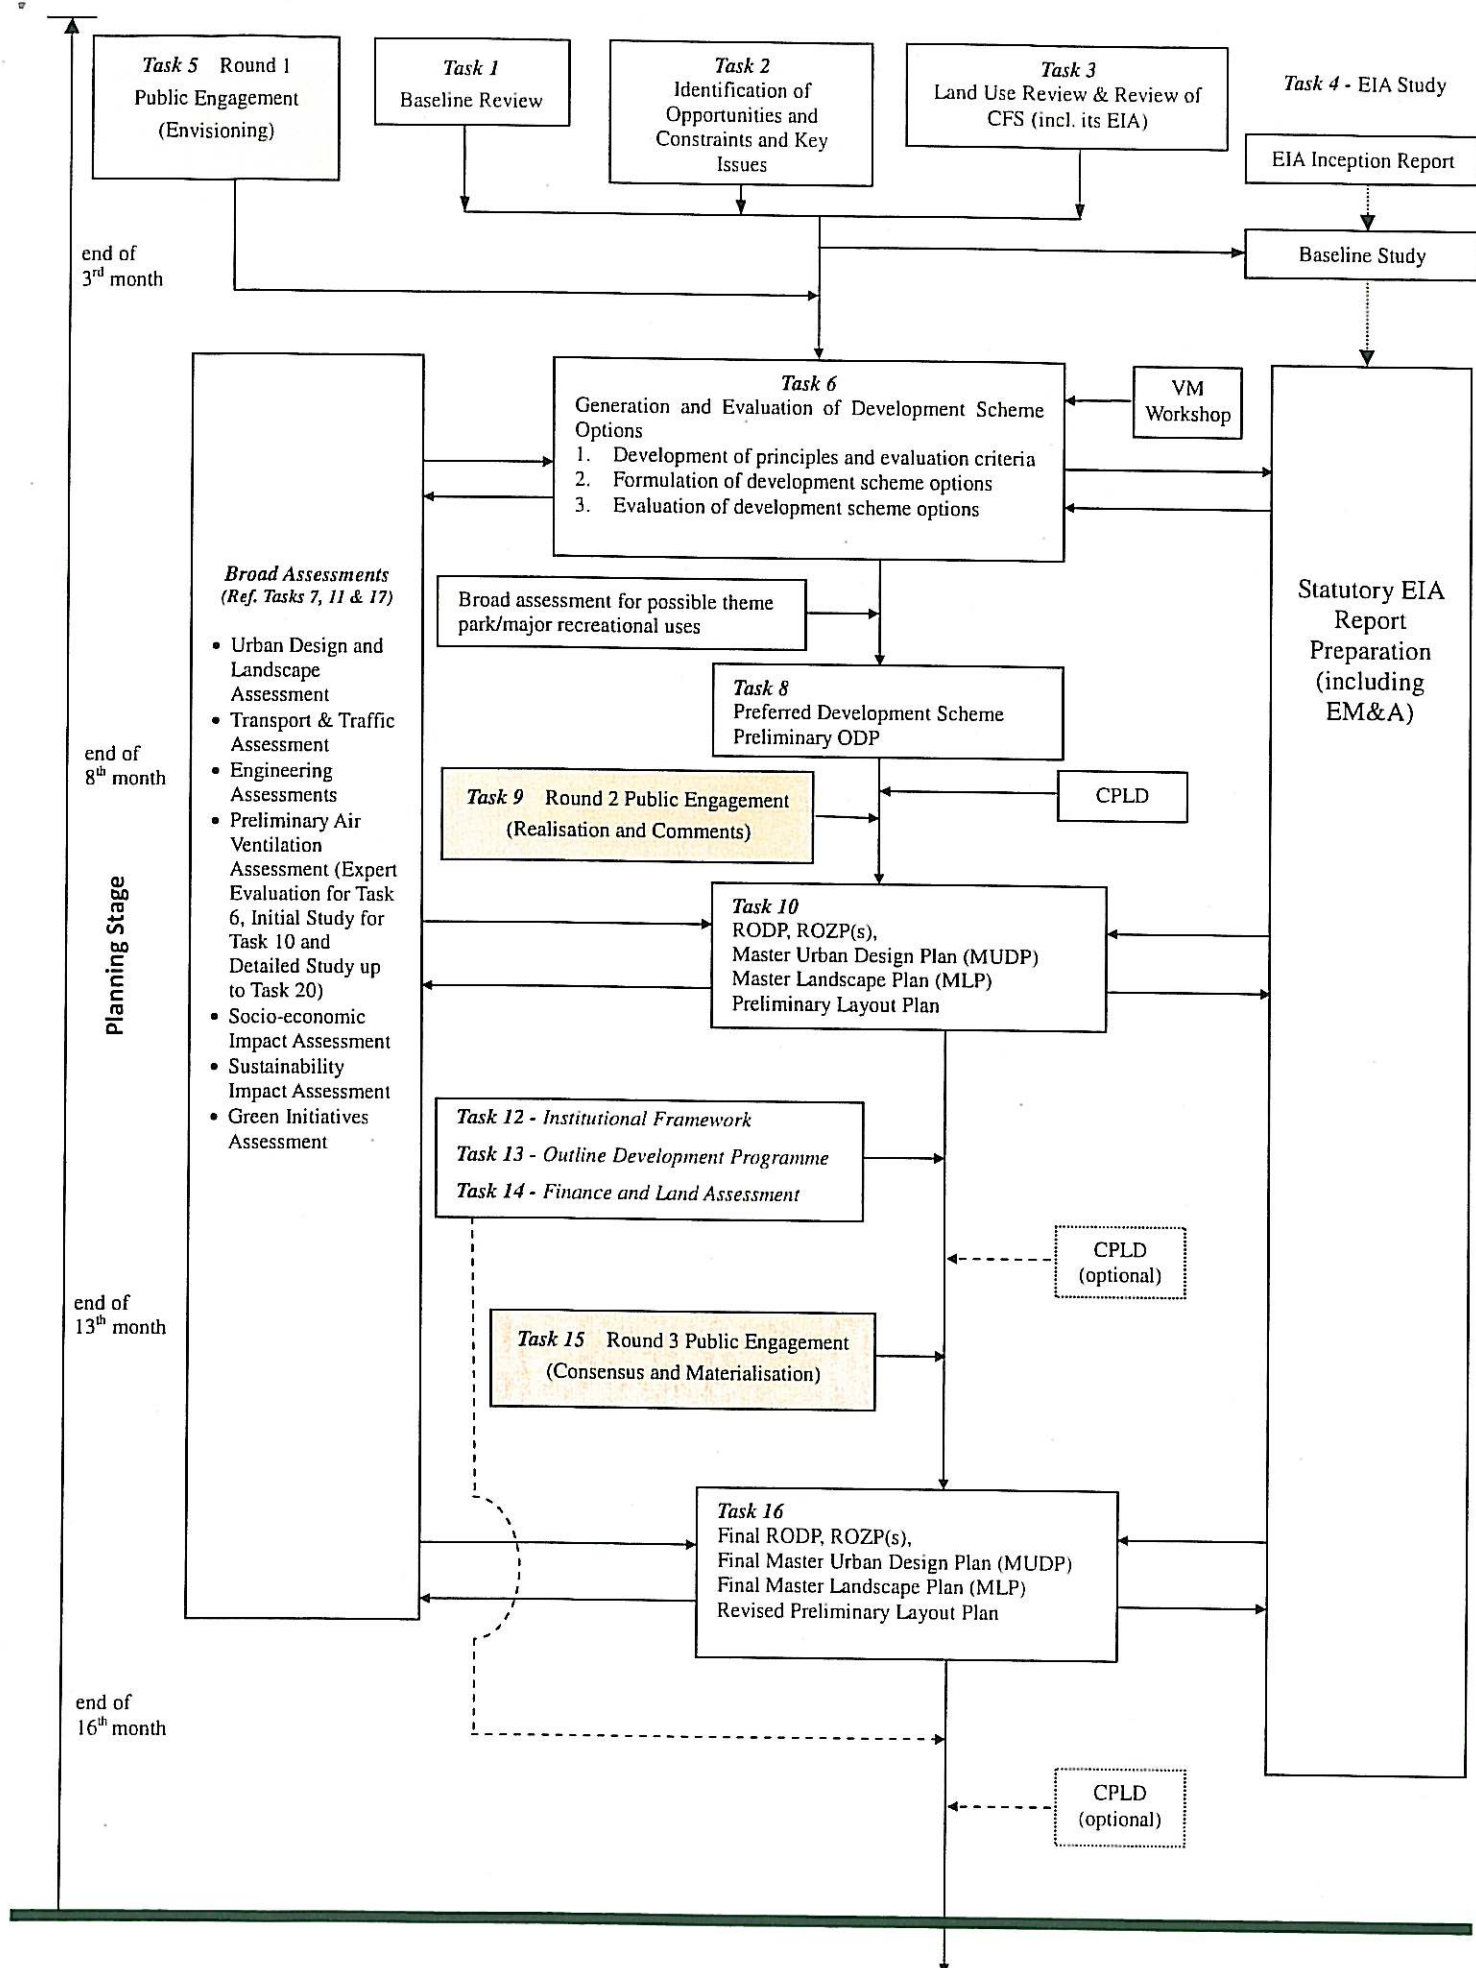 Task 5 Round 1
Public Engagement
(Envisioning)
Task 1
Baseline Review
Task 2
Identification of
Opportunities and
Constraints and Key
Issues
Task 3
Land Use Review & Review of
CFS (incl. its EIA)
Task 4 - EIA Study
EIA Inception Report
Baseline Study
end of
3rd month
Task 6
Generation and Evaluation of Development Scheme
Options
1. Development of principles and evaluation criteria
2. Formulation of development scheme options
3. Evaluation of development scheme options
VM
Workshop
Broad Assessments
(Ref. Tasks 7, 11 & 17)
• Urban Design and
Landscape
Assessment
• Transport & Traffic
Assessment
• Engineering
Assessments
• Preliminary Air
Ventilation
Assessment (Expert
Evaluation for Task
6, Initial Study for
Task 10 and
Detailed Study up
to Task 20)
• Socio-economic
Impact Assessment
• Sustainability
Impact Assessment
• Green Initiatives
Assessment
Statutory EIA
Report
Preparation
(including
EM&A)
Broad assessment for possible theme
park/major recreational uses
Task 8
Preferred Development Scheme
Preliminary ODP
end of
8th month
Task 9 Round 2 Public Engagement
(Realisation and Comments)
CPLD
Planning Stage
Task 10
RODP, ROZP(s),
Master Urban Design Plan (MUDP)
Master Landscape Plan (MLP)
Preliminary Layout Plan
Task 12 - Institutional Framework
Task 13 - Outline Development Programme
Task 14 - Finance and Land Assessment
CPLD
(optional)
end of
13th month
Task 15 Round 3 Public Engagement
(Consensus and Materialisation)
Task 16
Final RODP, ROZP(s),
Final Master Urban Design Plan (MUDP)
Final Master Landscape Plan (MLP)
Revised Preliminary Layout Plan
end of
16th month
CPLD
(optional)